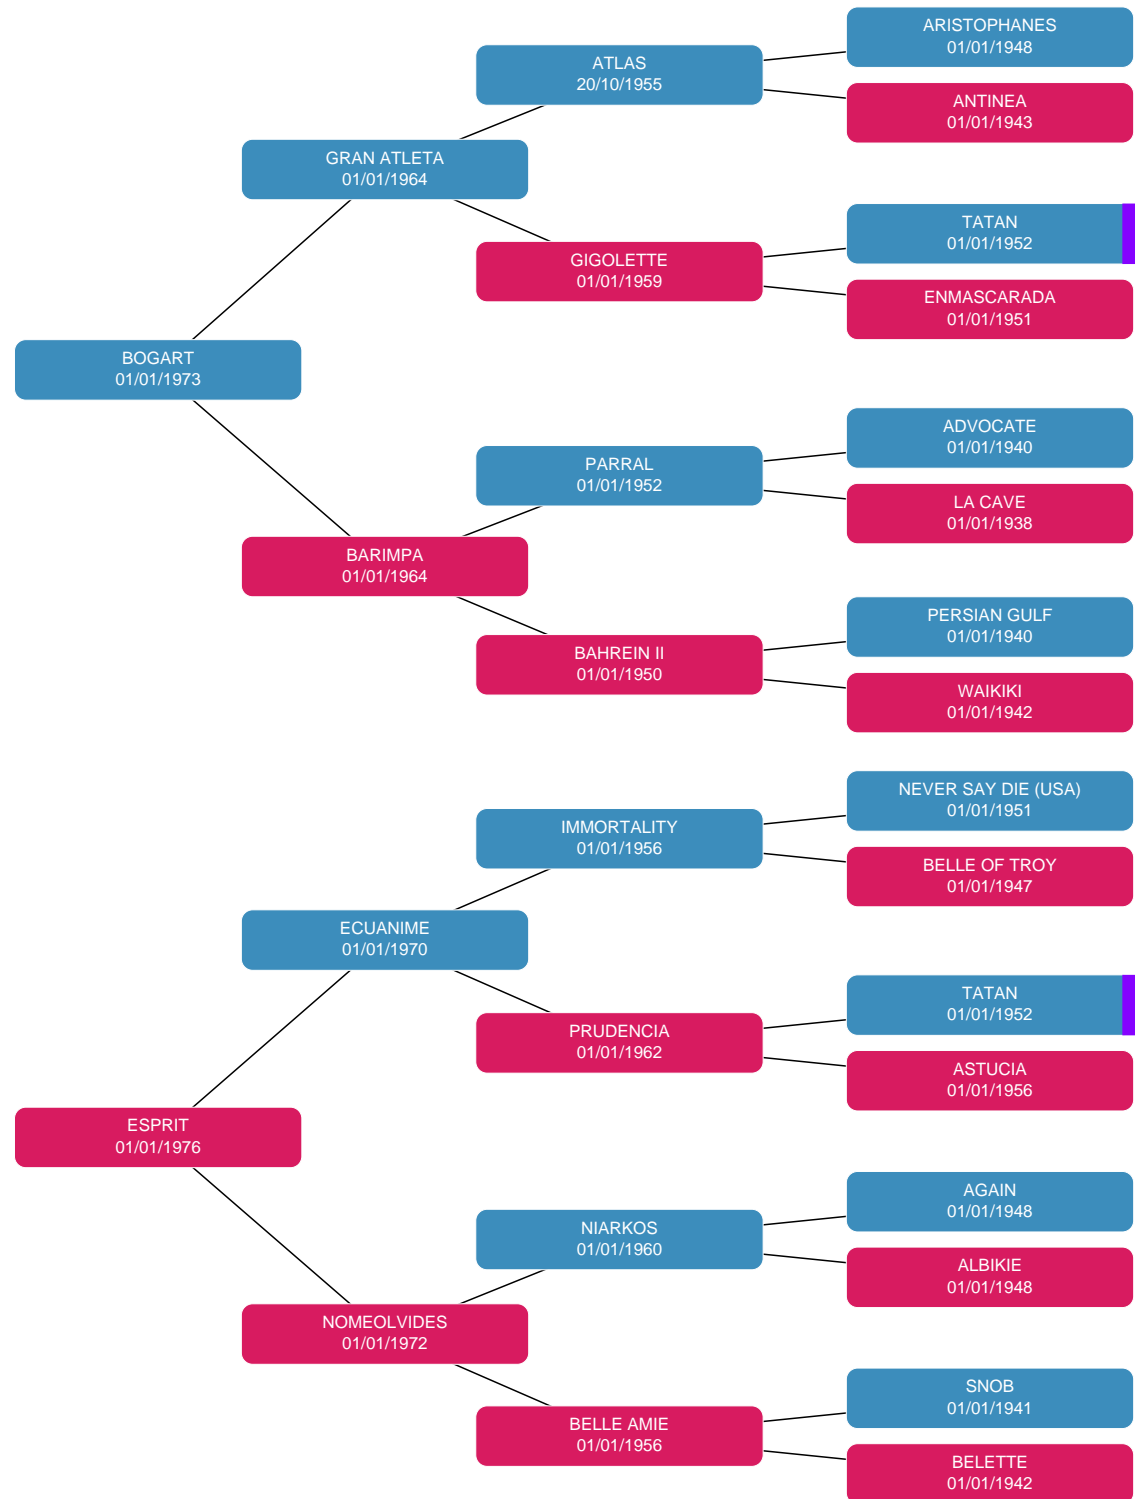 ARISTOPHANES
01/01/1948
ATLAS
20/10/1955
ANTINEA
01/01/1943
GRAN ATLETA
01/01/1964
TATAN
01/01/1952
GIGOLETTE
01/01/1959
ENMASCARADA
01/01/1951
BOGART
01/01/1973
ADVOCATE
01/01/1940
PARRAL
01/01/1952
LA CAVE
01/01/1938
BARIMPA
01/01/1964
PERSIAN GULF
01/01/1940
BAHREIN II
01/01/1950
WAIKIKI
01/01/1942
NEVER SAY DIE (USA)
01/01/1951
IMMORTALITY
01/01/1956
BELLE OF TROY
01/01/1947
ECUANIME
01/01/1970
TATAN
01/01/1952
PRUDENCIA
01/01/1962
ASTUCIA
01/01/1956
ESPRIT
01/01/1976
AGAIN
01/01/1948
NIARKOS
01/01/1960
ALBIKIE
01/01/1948
NOMEOLVIDES
01/01/1972
SNOB
01/01/1941
BELLE AMIE
01/01/1956
BELETTE
01/01/1942